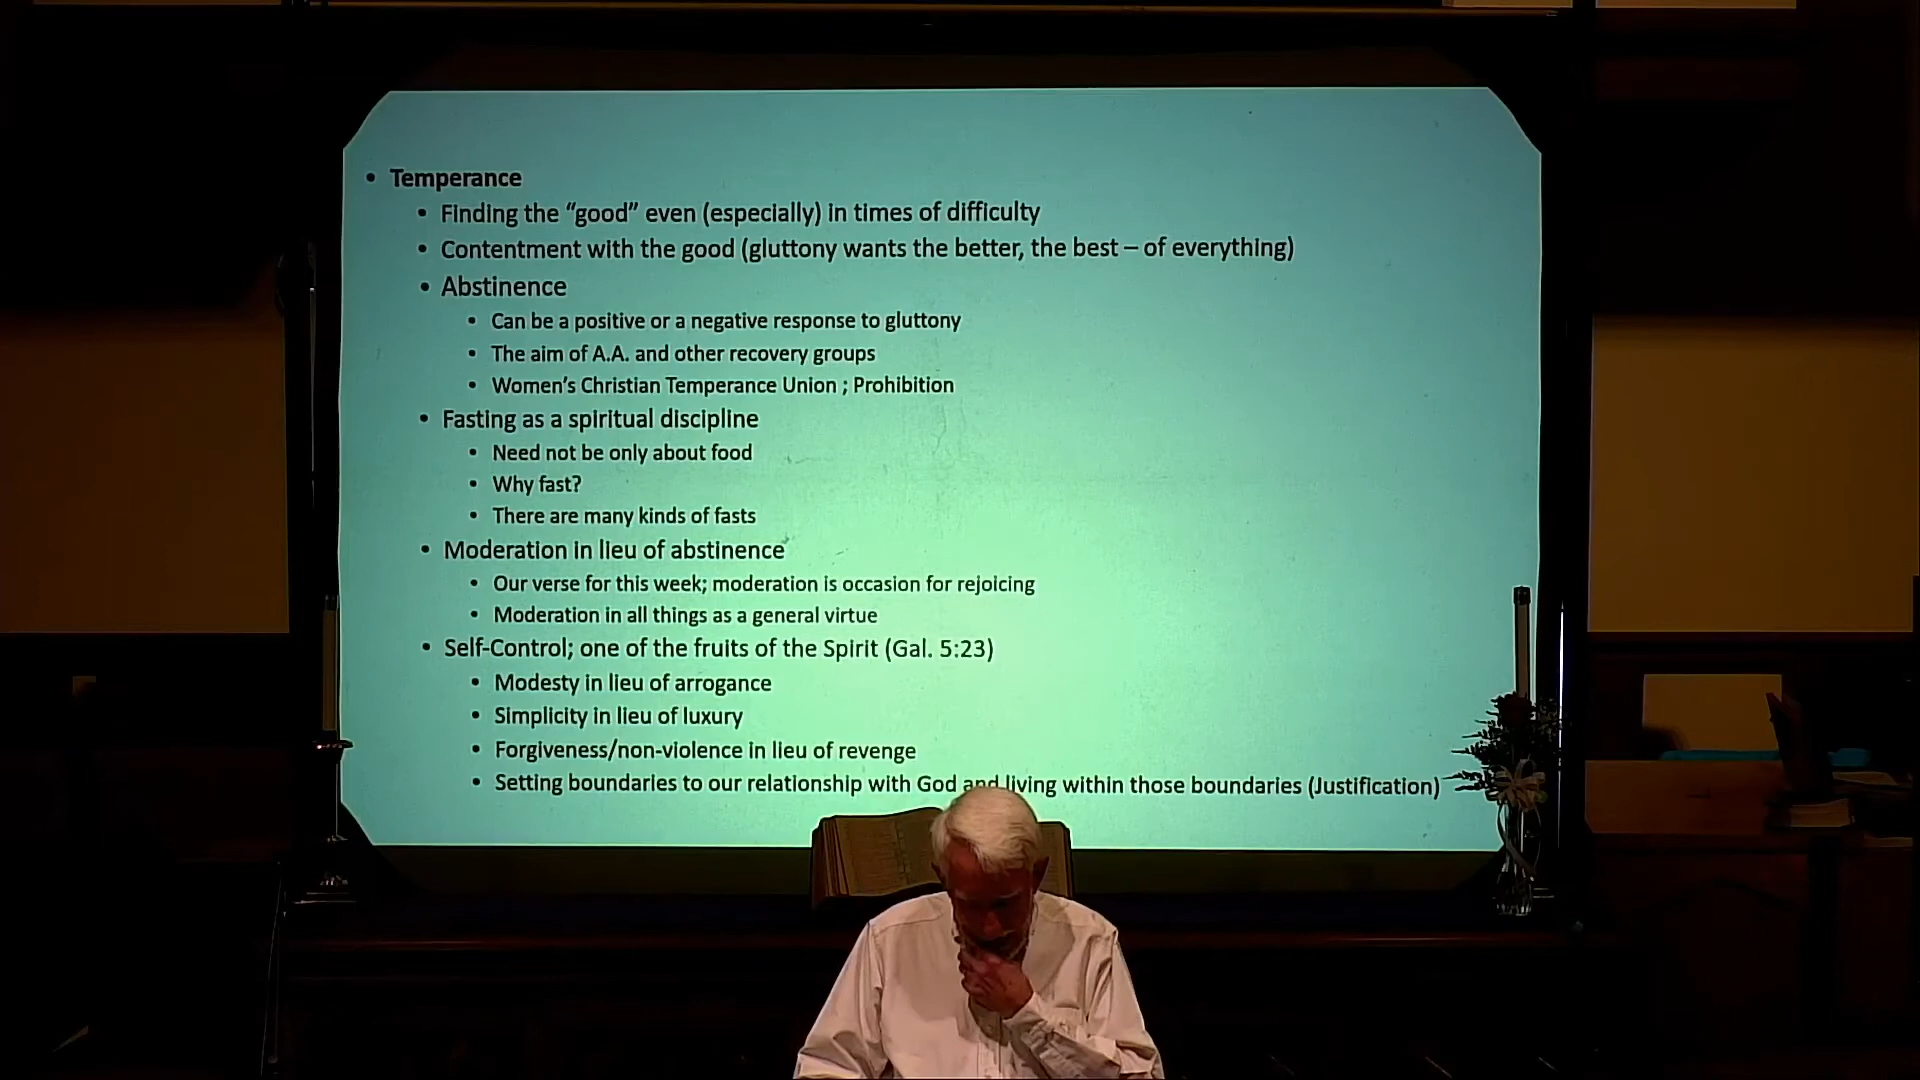 • Temperance
• Finding the “good” even (especially) in times of difficulty
• Contentment with the good (gluttony wants the better, the best – of everything)
• Abstinence
• Can be a positive or a negative response to gluttony
• The aim of A.A. and other recovery groups
• Women’s Christian Temperance Union ; Prohibition
• Fasting as a spiritual discipline
• Need not be only about food
• Why fast?
• There are many kinds of fasts
• Moderation in lieu of abstinence
• Our verse for this week; moderation is occasion for rejoicing
• Moderation in all things as a general virtue
• Self-Control; one of the fruits of the Spirit (Gal. 5:23)
• Modesty in lieu of arrogance
• Simplicity in lieu of luxury
• Forgiveness/non-violence in lieu of revenge
• Setting boundaries to our relationship with God and living within those boundaries (Justification)